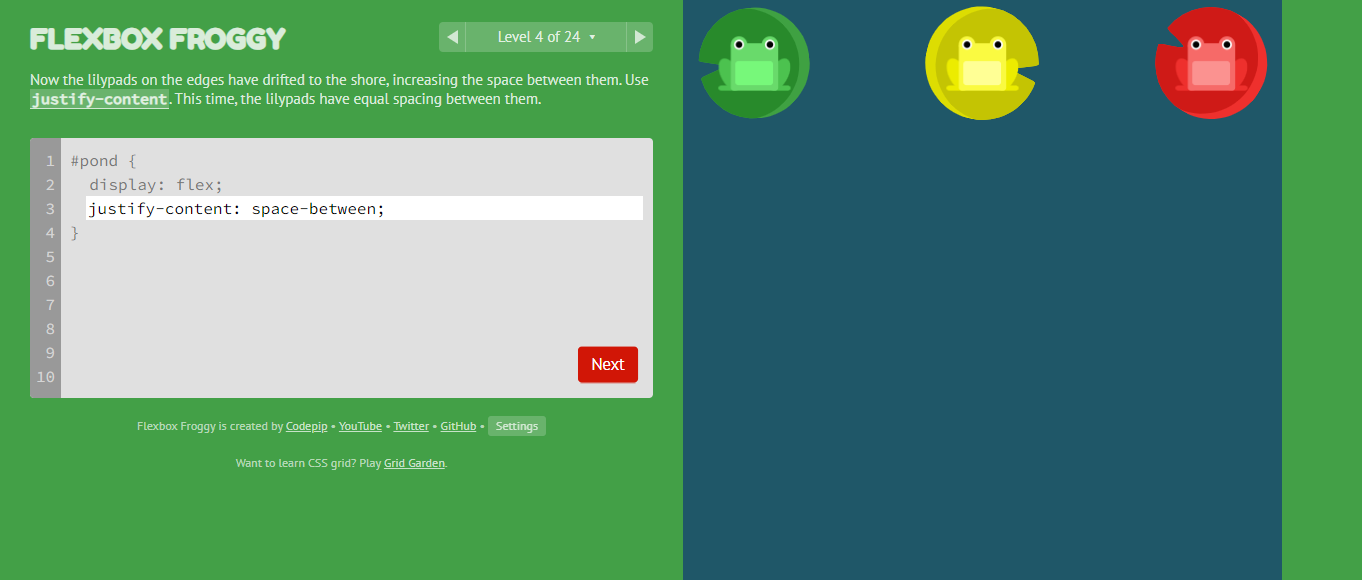 FLEXBOX FROGGY
◀ Level 4 of 24 ▾ ▶
Now the lilypads on the edges have drifted to the shore, increasing the space between them. Use
justify-content. This time, the lilypads have equal spacing between them.
1 #pond {
2 display: flex;
3 justify-content: space-between;
4 }
5
6
7
8
9
10
Next
Flexbox Froggy is created by Codepip • YouTube • Twitter • GitHub • Settings
Want to learn CSS grid? Play Grid Garden.